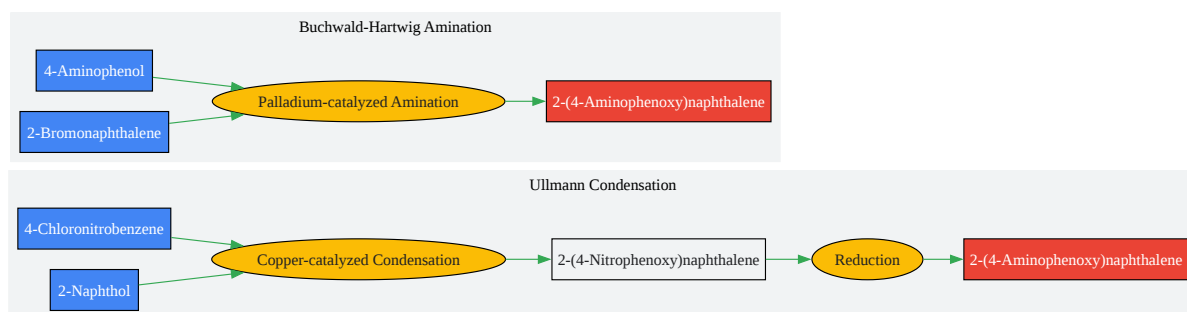 Buchwald-Hartwig Amination
4-Aminophenol
Palladium-catalyzed Amination
2-(4-Aminophenoxy)naphthalene
2-Bromonaphthalene
Ullmann Condensation
4-Chloronitrobenzene
Copper-catalyzed Condensation
2-(4-Nitrophenoxy)naphthalene
Reduction
2-(4-Aminophenoxy)naphthalene
2-Naphthol